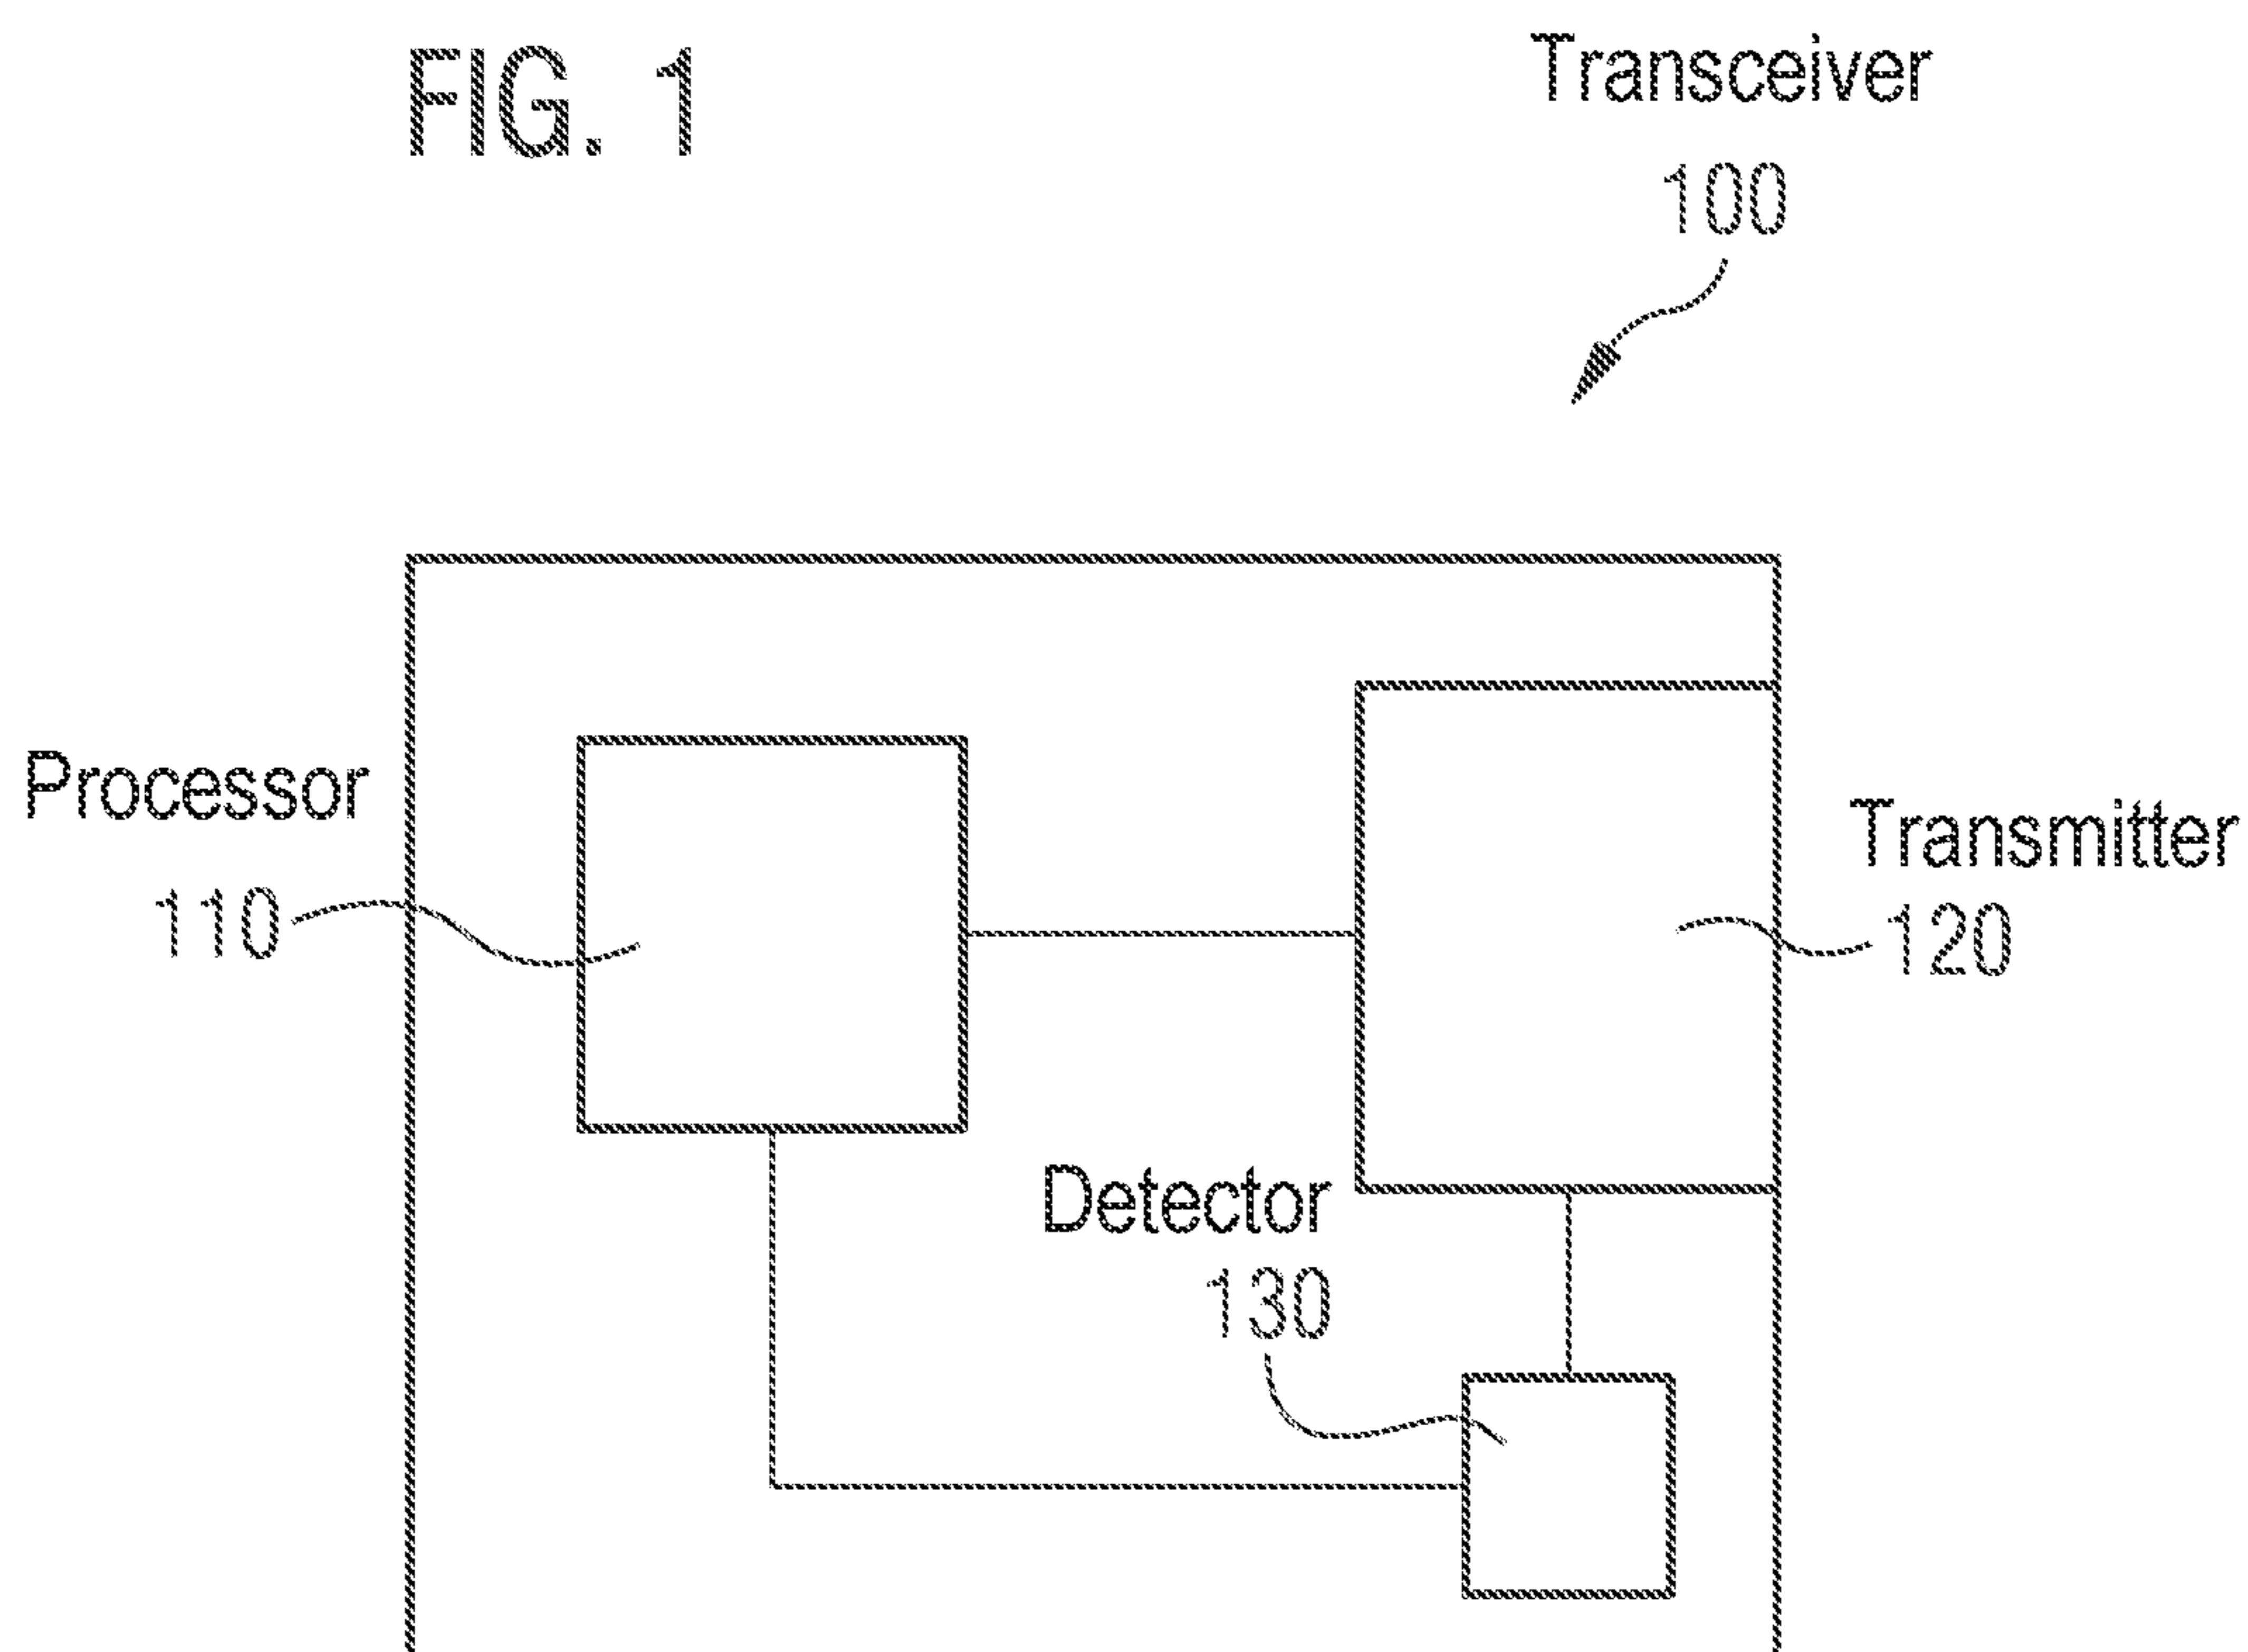 FIG. 1
Transceiver
100
Processor
110
Transmitter
120
Detector
130